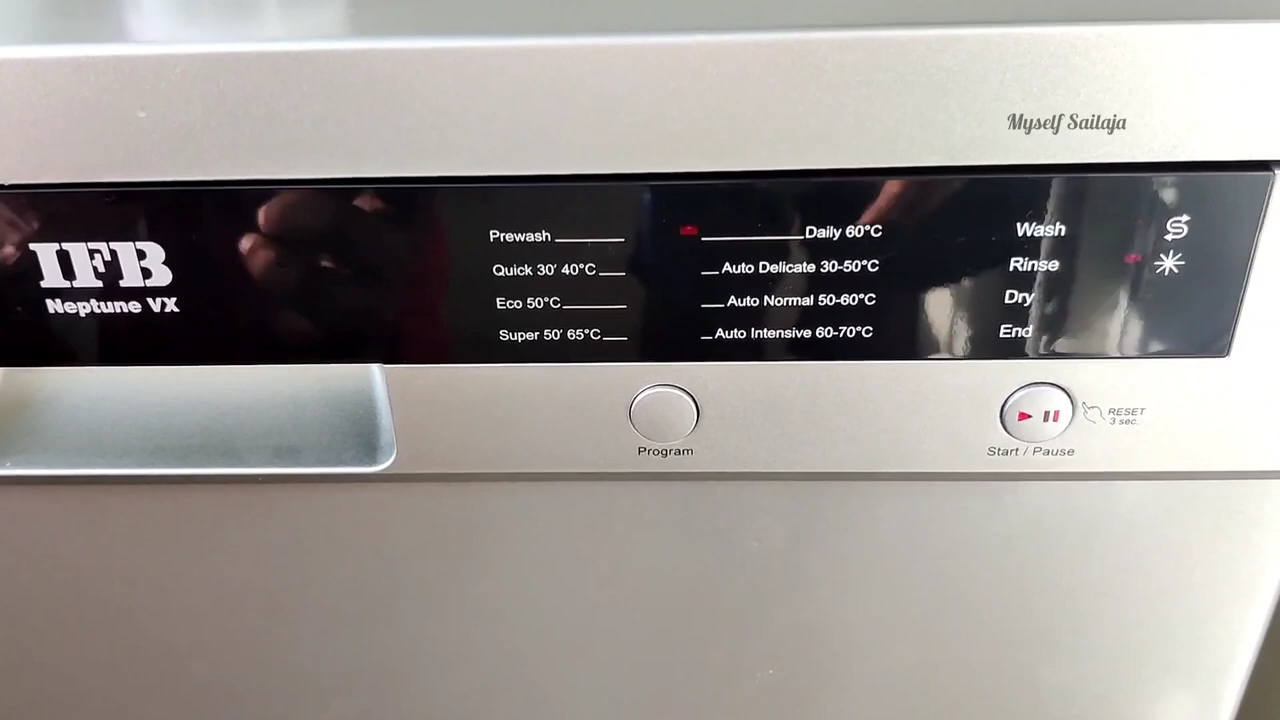 Myself Sailaja
IFB
Neptune VX
Prewash
Quick 30' 40°C
Eco 50°C
Super 50' 65°C
Daily 60°C
Auto Delicate 30-50°C
Auto Normal 50-60°C
Auto Intensive 60-70°C
Wash
Rinse
Dry
End
Program
Start / Pause
RESET
3 sec.